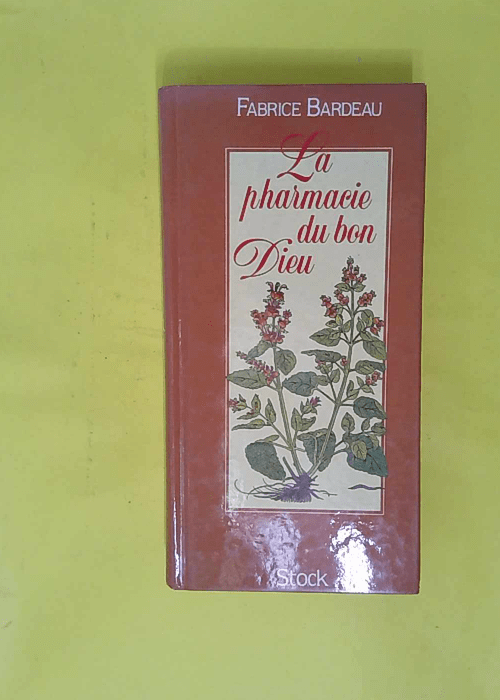 FABRICE BARDEAU
La
pharmacie
du bon
Dieu
Stock